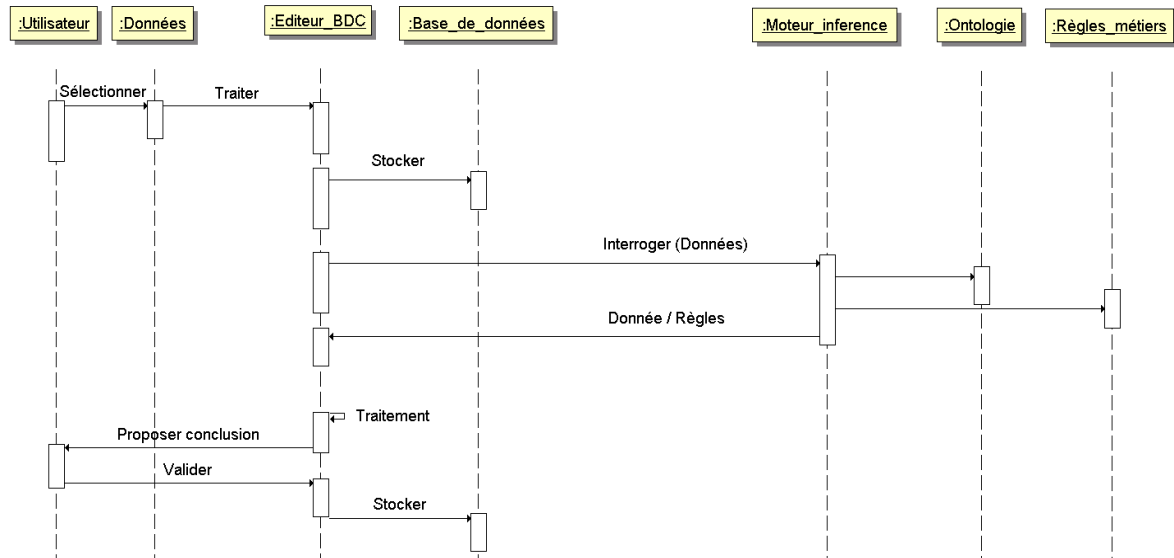 :Utilisateur :Données :Editeur_BDC :Base_de_données :Moteur_inference :Ontologie :Règles_métiers
Sélectionner Traiter
Stocker
Interroger (Données)
Donnée / Règles
Traitement
Proposer conclusion
Valider
Stocker